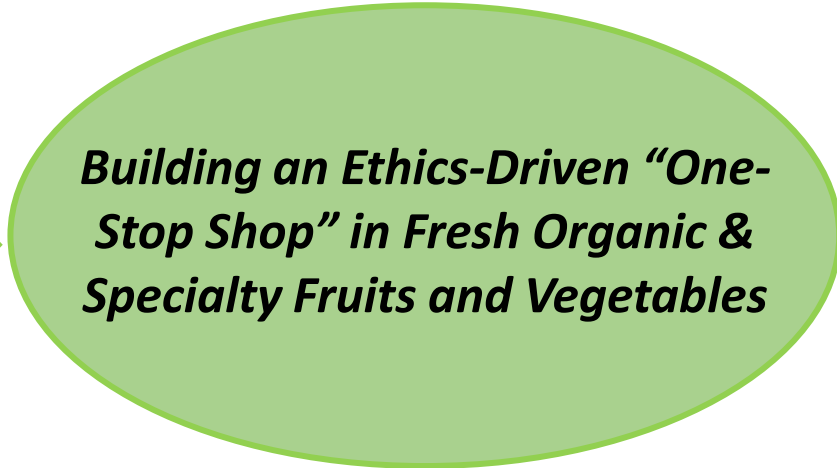 Building an Ethics-Driven “One-
Stop Shop” in Fresh Organic &
Specialty Fruits and Vegetables